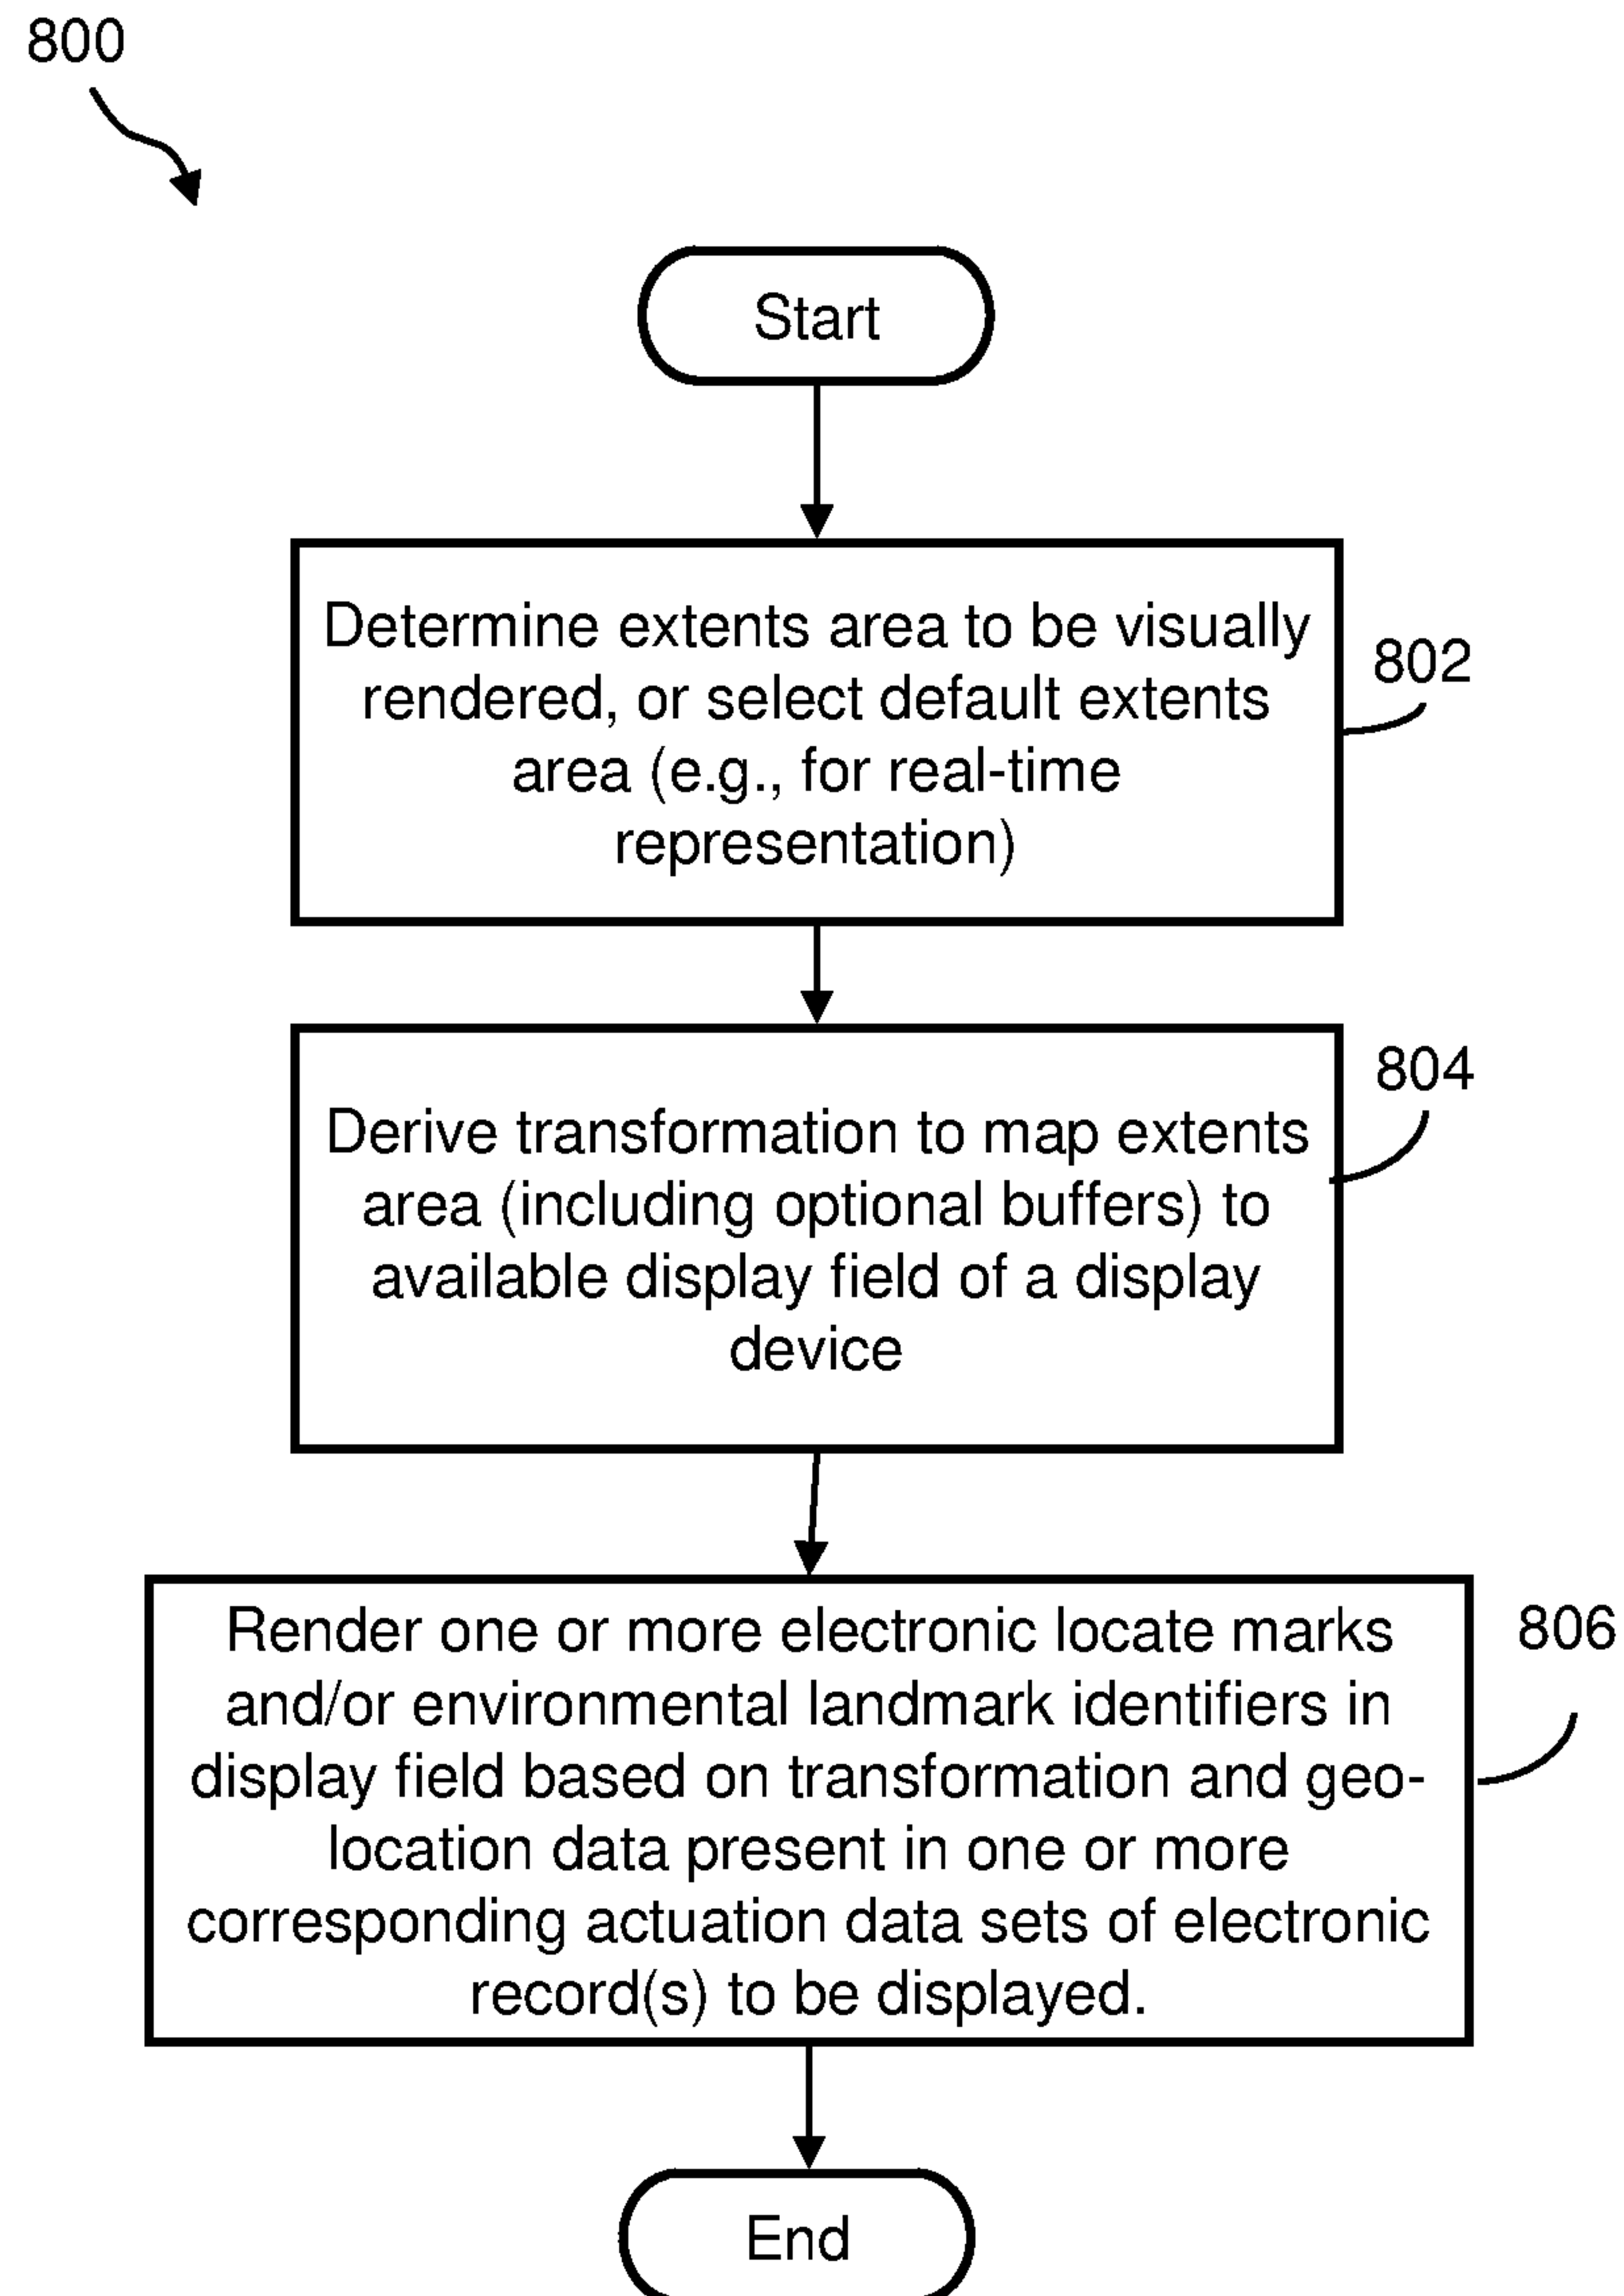 800
Start
Determine extents area to be visually
rendered, or select default extents
area (e.g., for real-time
representation)
802
Derive transformation to map extents
area (including optional buffers) to
available display field of a display
device
804
Render one or more electronic locate marks
and/or environmental landmark identifiers in
display field based on transformation and geo-
location data present in one or more
corresponding actuation data sets of electronic
record(s) to be displayed.
806
End